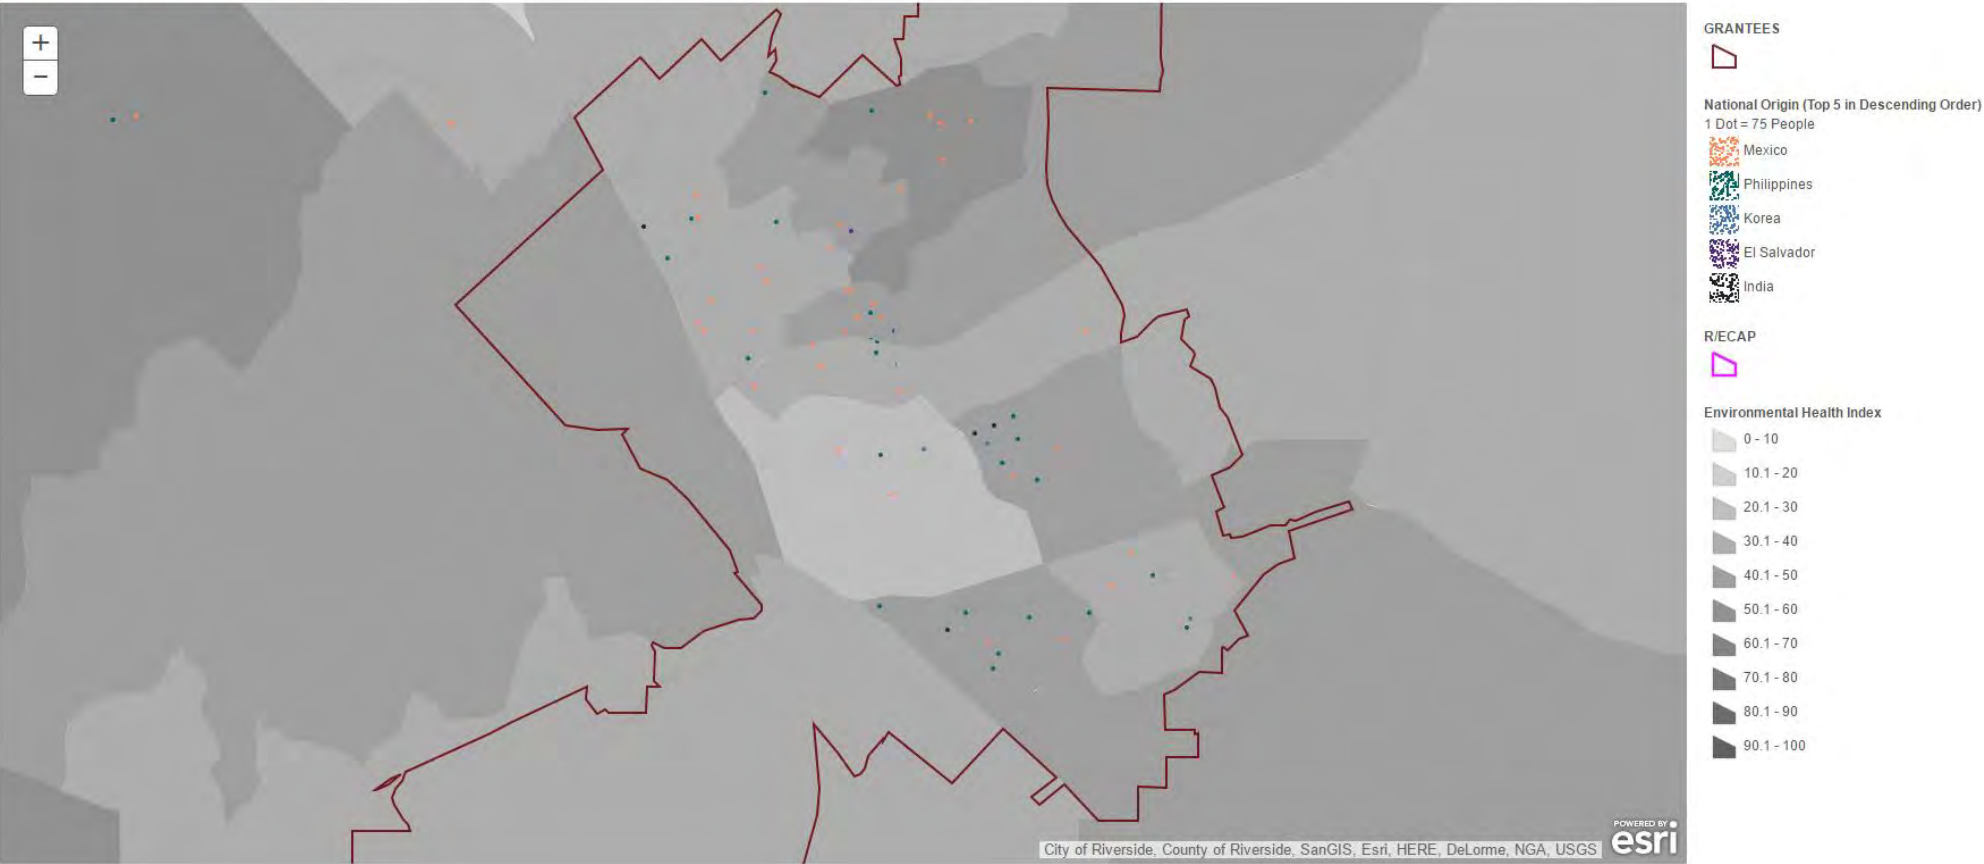 +
−
GRANTEES
National Origin (Top 5 in Descending Order)
1 Dot = 75 People
Mexico
Philippines
Korea
El Salvador
India
R/ECAP
Environmental Health Index
0 - 10
10.1 - 20
20.1 - 30
30.1 - 40
40.1 - 50
50.1 - 60
60.1 - 70
70.1 - 80
80.1 - 90
90.1 - 100
POWERED BY
esri
City of Riverside, County of Riverside, SanGIS, Esri, HERE, DeLorme, NGA, USGS